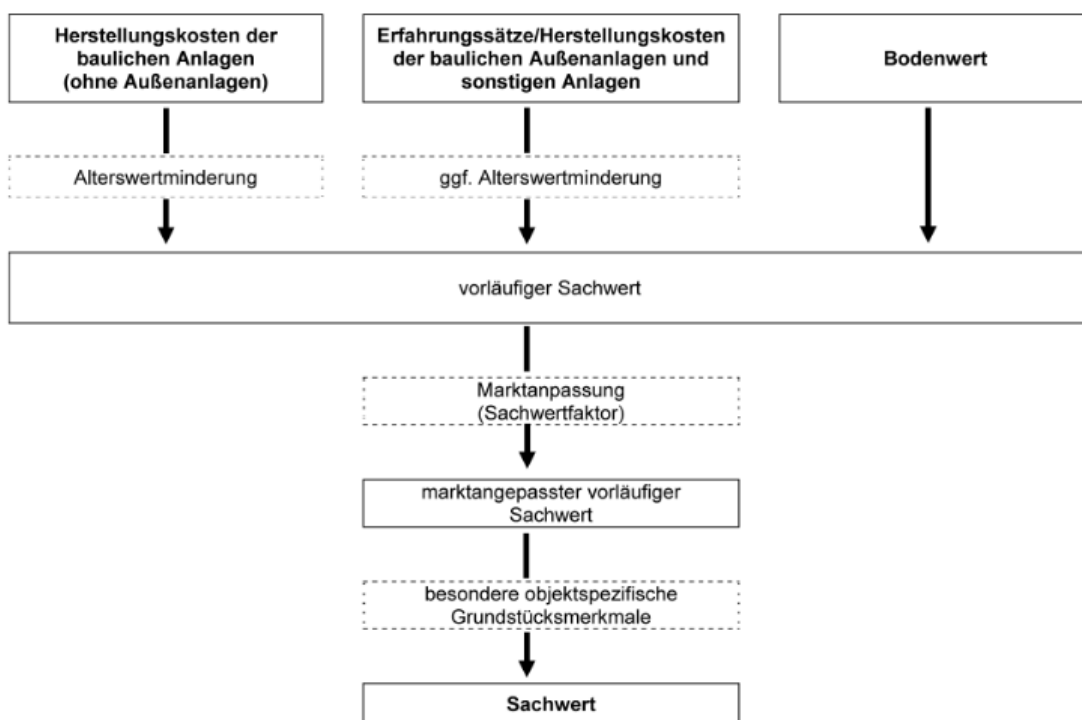 Herstellungskosten der
baulichen Anlagen
(ohne Außenanlagen)
Erfahrungssätze/Herstellungskosten
der baulichen Außenanlagen und
sonstigen Anlagen
Bodenwert
Alterswertminderung
ggf. Alterswertminderung
vorläufiger Sachwert
Marktanpassung
(Sachwertfaktor)
marktangepasster vorläufiger
Sachwert
besondere objektspezifische
Grundstücksmerkmale
Sachwert